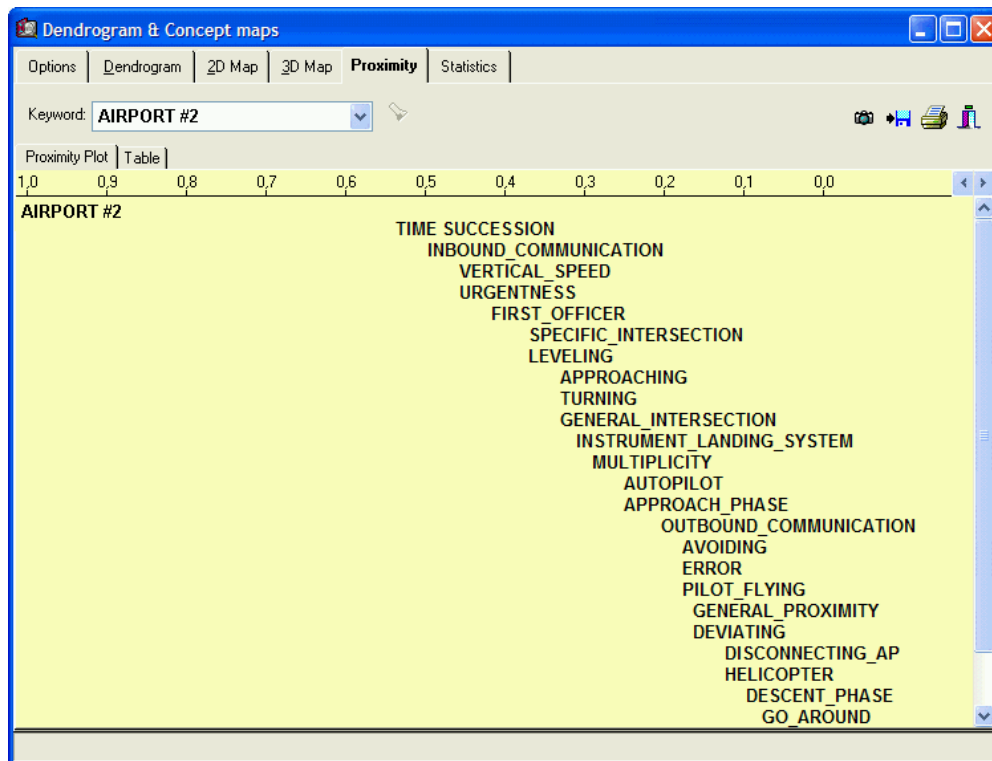 Dendrogram & Concept maps
Options Dendrogram 2D Map 3D Map Proximity Statistics
Keyword: AIRPORT #2
Proximity Plot Table
1,0 0,9 0,8 0,7 0,6 0,5 0,4 0,3 0,2 0,1 0,0
AIRPORT #2
TIME SUCCESSION
INBOUND_COMMUNICATION
VERTICAL_SPEED
URGENTNESS
FIRST_OFFICER
SPECIFIC_INTERSECTION
LEVELING
APPROACHING
TURNING
GENERAL_INTERSECTION
INSTRUMENT_LANDING_SYSTEM
MULTIPLICITY
AUTOPILOT
APPROACH_PHASE
OUTBOUND_COMMUNICATION
AVOIDING
ERROR
PILOT_FLYING
GENERAL_PROXIMITY
DEVIATING
DISCONNECTING_AP
HELICOPTER
DESCENT_PHASE
GO_AROUND